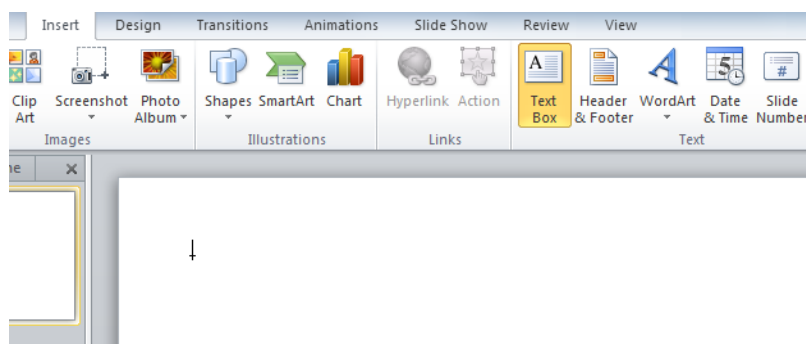 Insert Design Transitions Animations Slide Show Review View
Clip Art Screenshot Photo Album Shapes SmartArt Chart Hyperlink Action Text Box Header & Footer WordArt Date & Time Slide Number
Images Illustrations Links Text